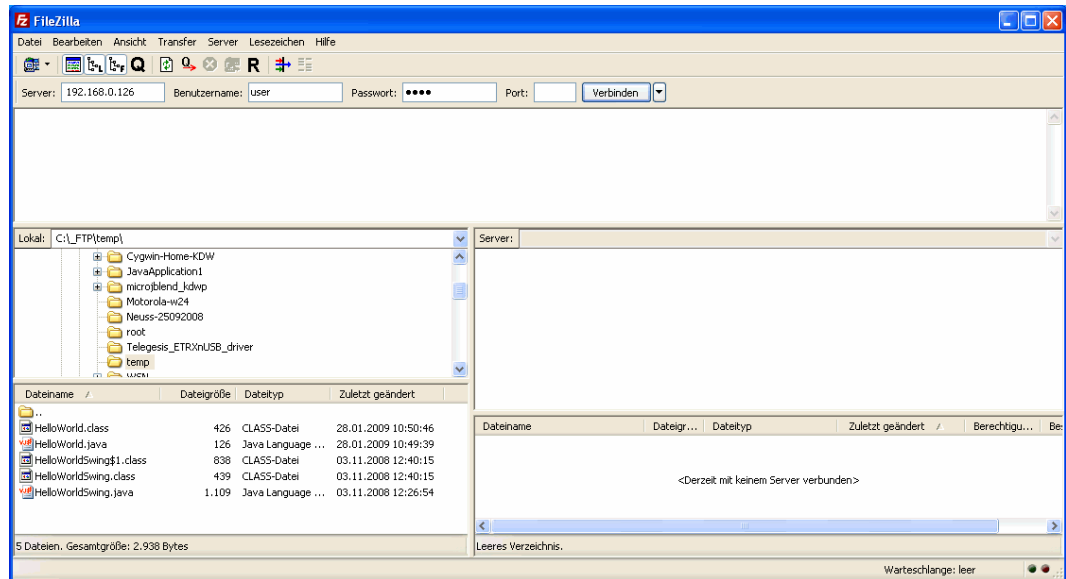 FileZilla
Datei Bearbeiten Ansicht Transfer Server Lesezeichen Hilfe
Server: 192.168.0.126 Benutzername: user Passwort: •••• Port: Verbinden
Lokal: C:\_FTP\temp\
Server:
Cygwin-Home-KDW
JavaApplication1
microjblend_kdwp
Motorola-w24
Neuss-25092008
root
Telegesis_ETRXnUSB_driver
temp
WSN
Dateiname Dateigröße Dateityp Zuletzt geändert
..
HelloWorld.class 426 CLASS-Datei 28.01.2009 10:50:46
HelloWorld.java 126 Java Language ... 28.01.2009 10:49:39
HelloWorldSwing$1.class 838 CLASS-Datei 03.11.2008 12:40:15
HelloWorldSwing.class 439 CLASS-Datei 03.11.2008 12:40:15
HelloWorldSwing.java 1.109 Java Language ... 03.11.2008 12:26:54
5 Dateien. Gesamtgröße: 2.938 Bytes
Dateiname Dateigr... Dateityp Zuletzt geändert Berechtigu... Be
<Derzeit mit keinem Server verbunden>
Leeres Verzeichnis.
Warteschlange: leer